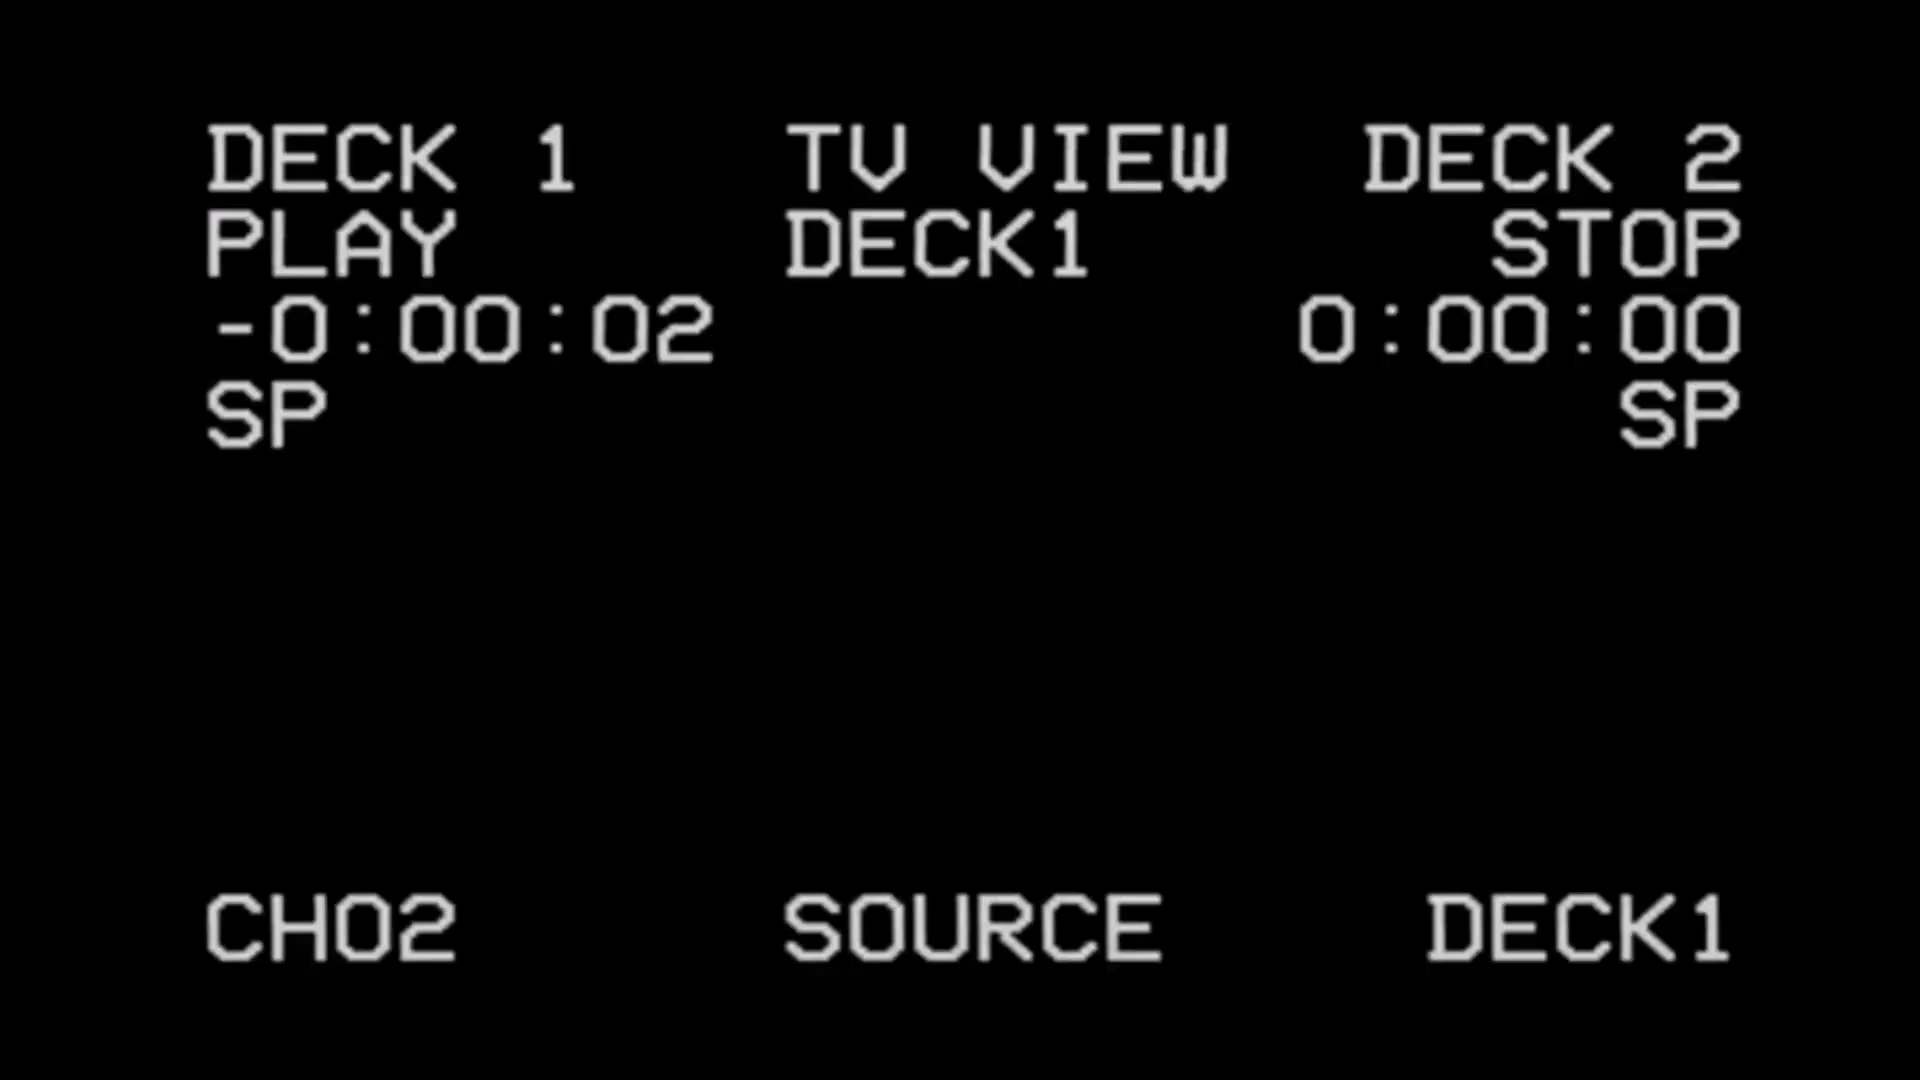 DECK 1 TV VIEW DECK 2
PLAY DECK1 STOP
-0:00:02 0:00:00
SP SP
CH02 SOURCE DECK1